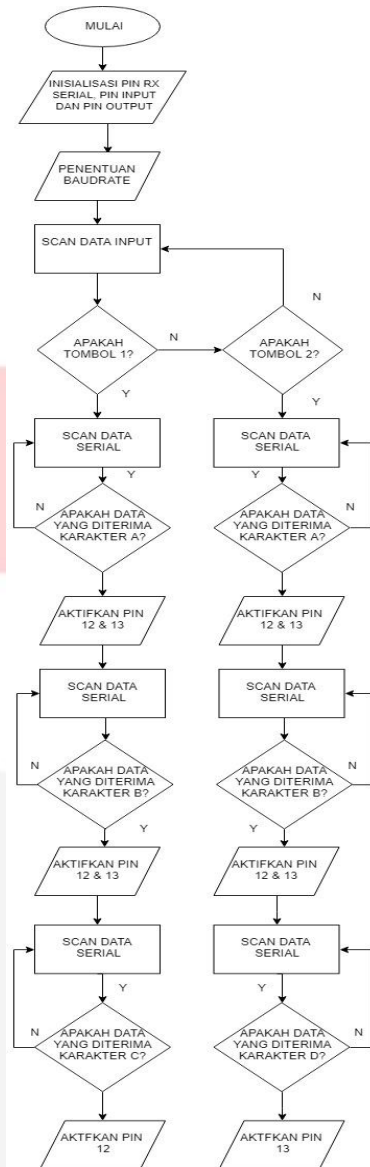 MULAI
INISIALISASI PIN RX
SERIAL, PIN INPUT
DAN PIN OUTPUT
PENENTUAN
BAUDRATE
SCAN DATA INPUT
N
APAKAH
TOMBOL 1?
N
APAKAH
TOMBOL 2?
Y
Y
SCAN DATA
SERIAL
SCAN DATA
SERIAL
Y
Y
N
APAKAH DATA
YANG DITERIMA
KARAKTER A?
APAKAH DATA
YANG DITERIMA
KARAKTER A?
N
AKTIFKAN PIN
12 & 13
AKTIFKAN PIN
12 & 13
SCAN DATA
SERIAL
SCAN DATA
SERIAL
N
APAKAH DATA
YANG DITERIMA
KARAKTER B?
APAKAH DATA
YANG DITERIMA
KARAKTER B?
N
Y
Y
AKTIFKAN PIN
12 & 13
AKTIFKAN PIN
12 & 13
SCAN DATA
SERIAL
SCAN DATA
SERIAL
Y
Y
N
APAKAH DATA
YANG DITERIMA
KARAKTER C?
APAKAH DATA
YANG DITERIMA
KARAKTER D?
N
AKTFKAN PIN
12
AKTIFKAN PIN
13